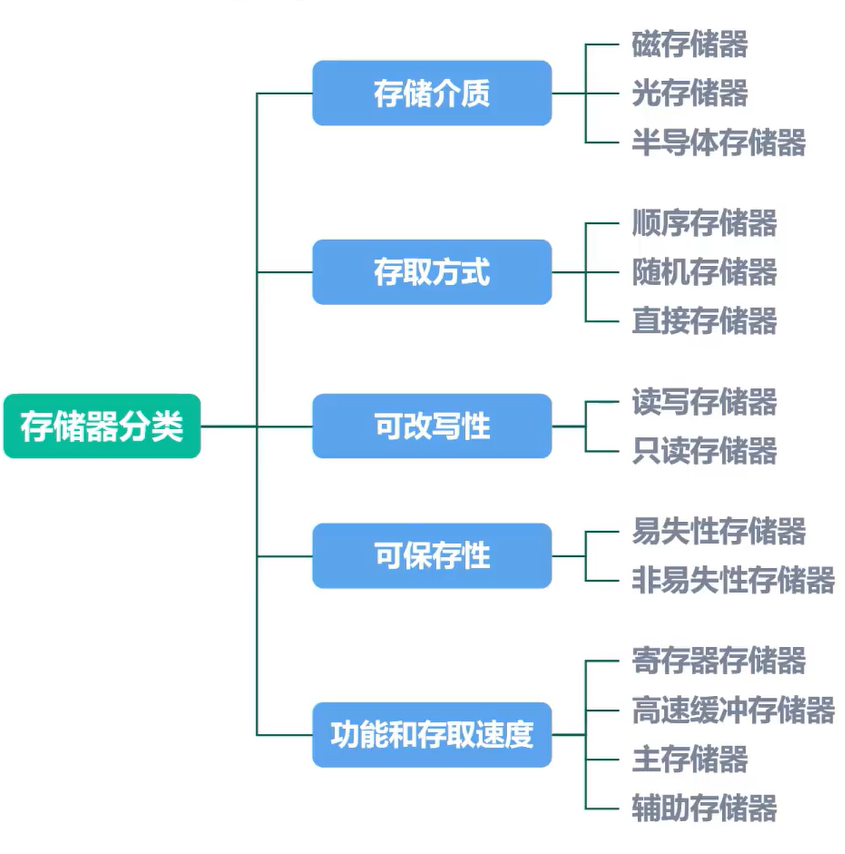 存储器分类
存储介质
磁存储器
光存储器
半导体存储器
存取方式
顺序存储器
随机存储器
直接存储器
可改写性
读写存储器
只读存储器
可保存性
易失性存储器
非易失性存储器
功能和存取速度
寄存器存储器
高速缓冲存储器
主存储器
辅助存储器